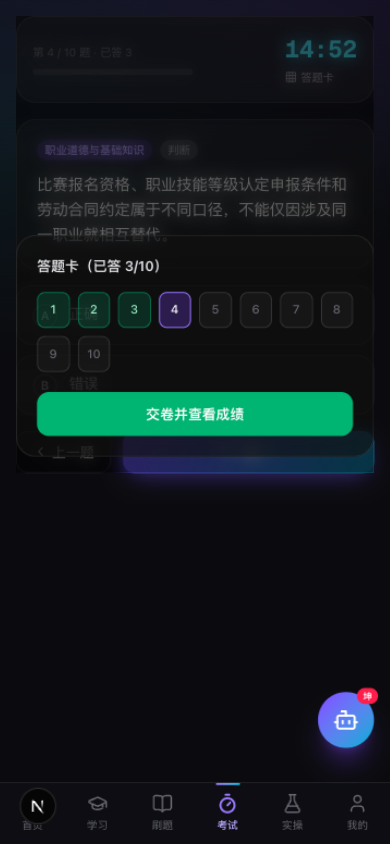 第 4 / 10 题 · 已答 3
14:52
答题卡
职业道德与基础知识
判断
比赛报名资格、职业技能等级认定申报条件和
劳动合同约定属于不同口径，不能仅因涉及同
一职业就相互替代。
答题卡（已答 3/10）
1 2 3 4 5 6 7 8
A 正确
9 10
B 错误
交卷并查看成绩
上一题
坤
N
首页 学习 刷题 考试 实操 我的